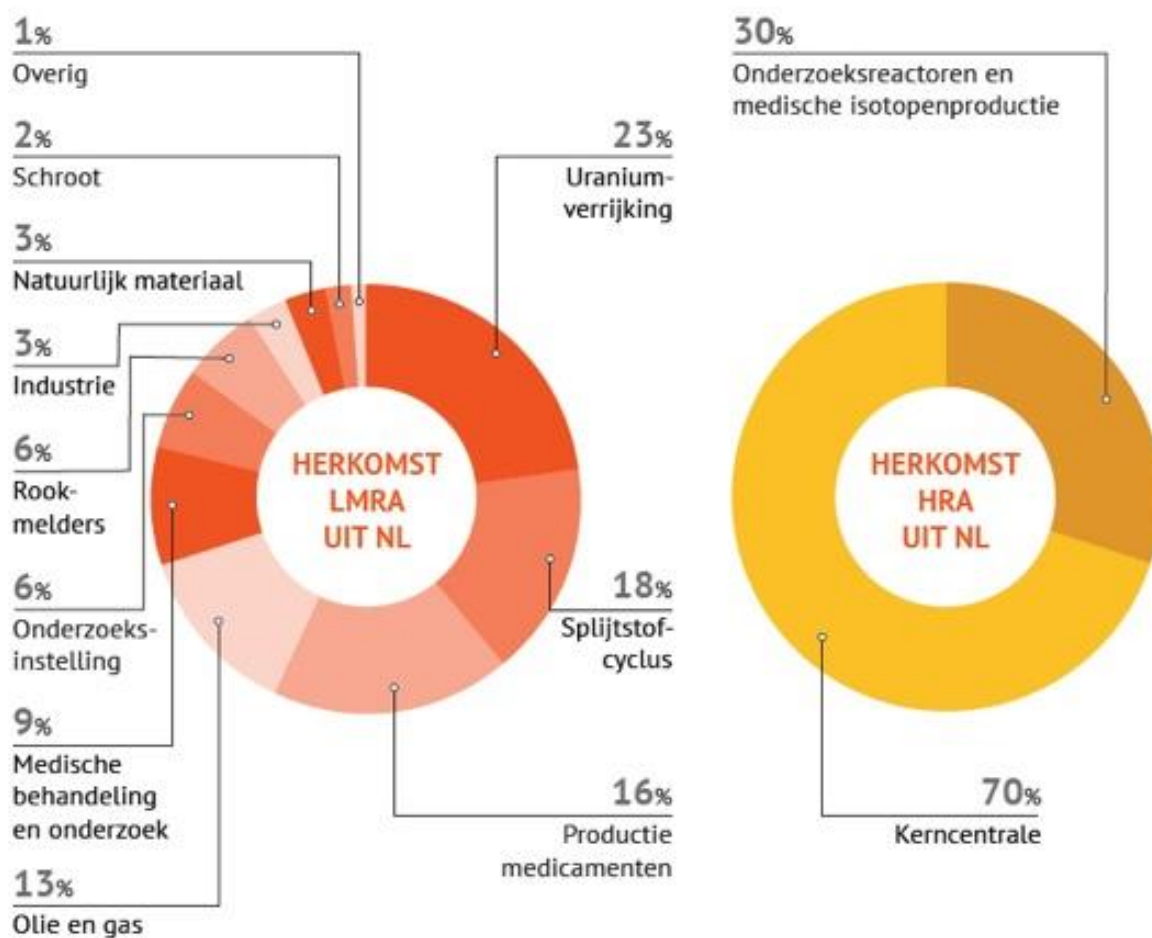 1%
Overig
2%
Schroot
3%
Natuurlijk materiaal
3%
Industrie
6%
Rook-
melders
6%
Onderzoeks-
instelling
9%
Medische
behandeling
en onderzoek
13%
Olie en gas
23%
Uranium-
verrijking
HERKOMST
LMRA
UIT NL
18%
Splijtstof-
cyclus
16%
Productie
medicamenten
30%
Onderzoeksreactoren en
medische isotopenproductie
HERKOMST
HRA
UIT NL
70%
Kerncentrale